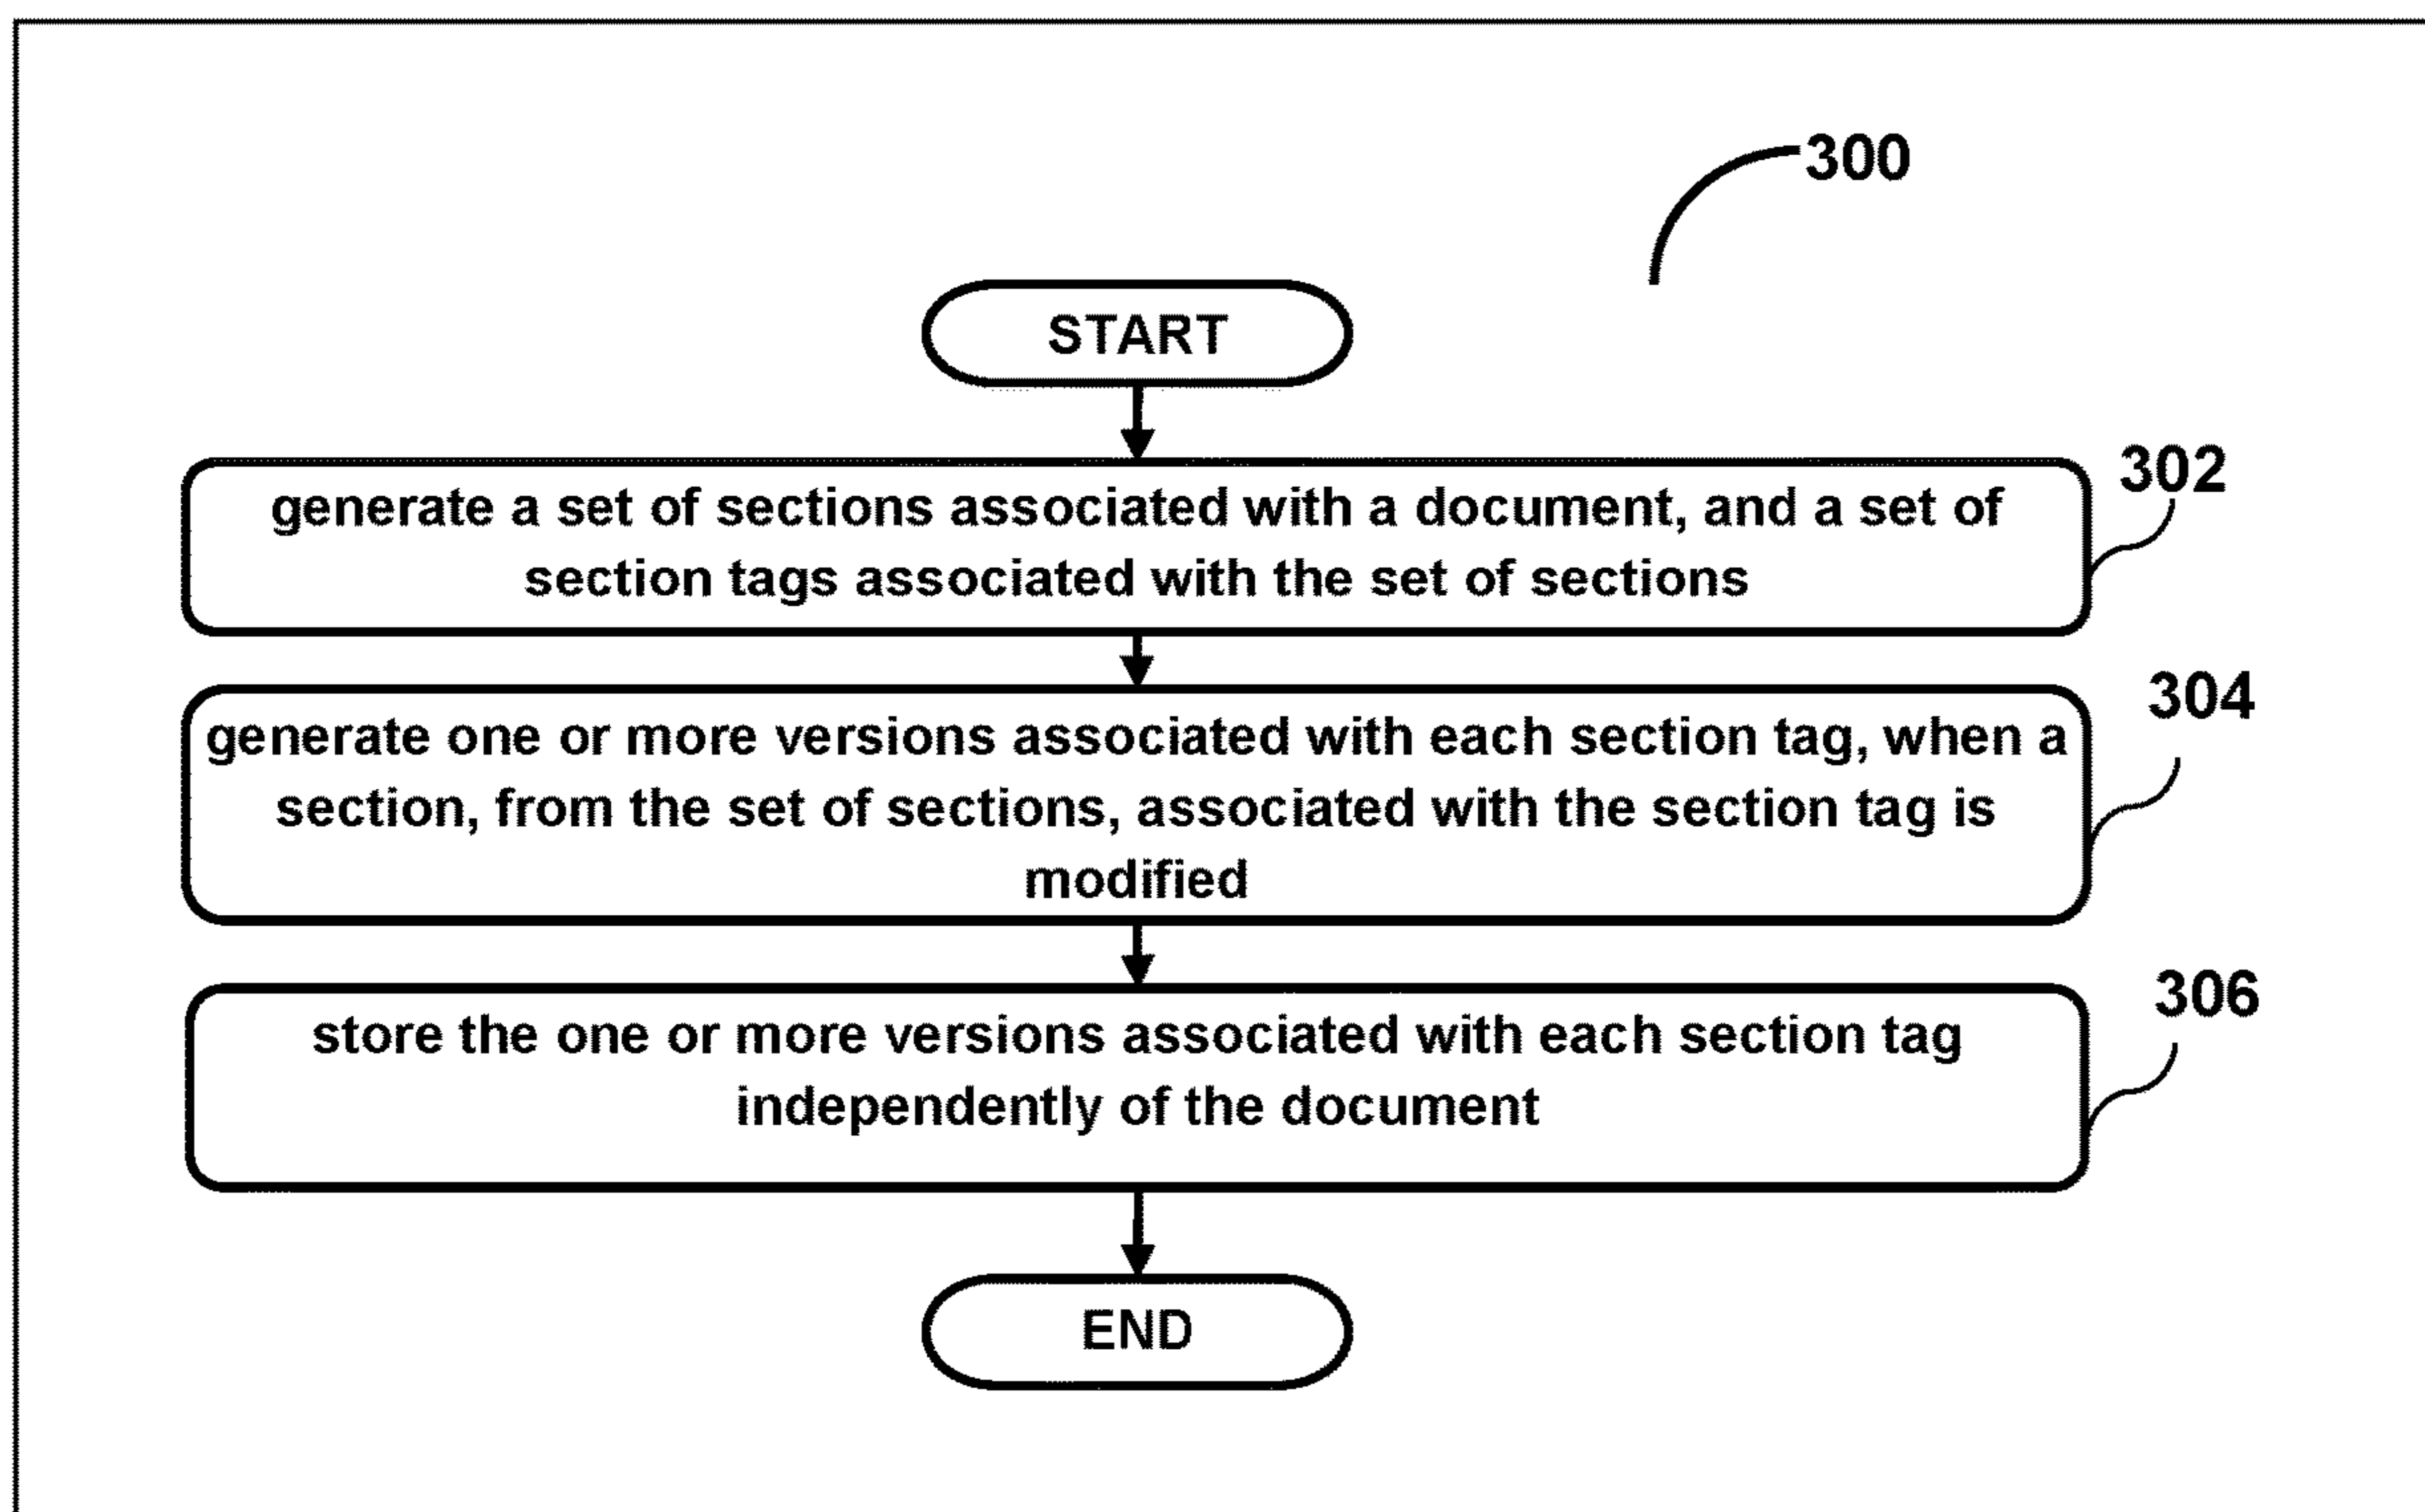 300
START
302
generate a set of sections associated with a document, and a set of
section tags associated with the set of sections
304
generate one or more versions associated with each section tag, when a
section, from the set of sections, associated with the section tag is
modified
306
store the one or more versions associated with each section tag
independently of the document
END